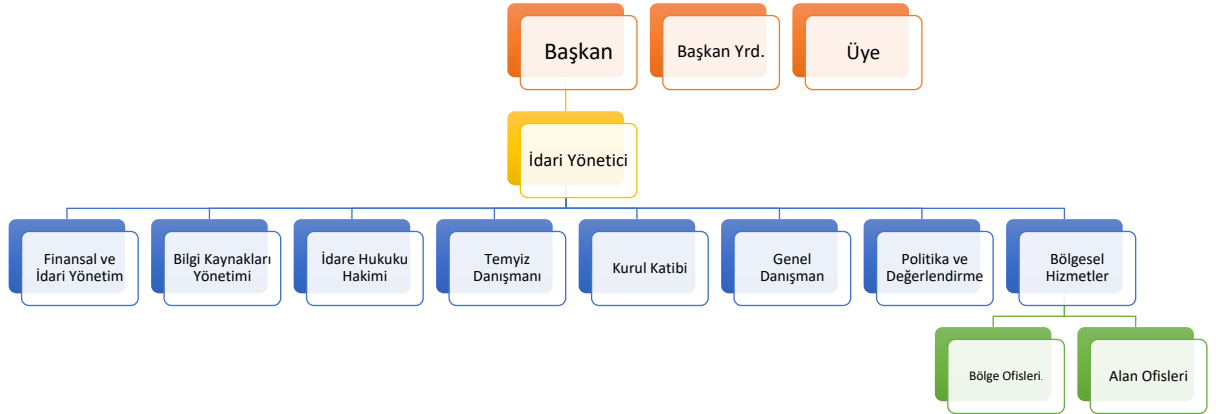 Başkan
Başkan Yrd.
Üye
İdari Yönetici
Finansal ve
İdari Yönetim
Bilgi Kaynakları
Yönetimi
İdare Hukuku
Hakimi
Temyiz
Danışmanı
Kurul Katibi
Genel
Danışman
Politika ve
Değerlendirme
Bölgesel
Hizmetler
Bölge Ofisleri.
Alan Ofisleri